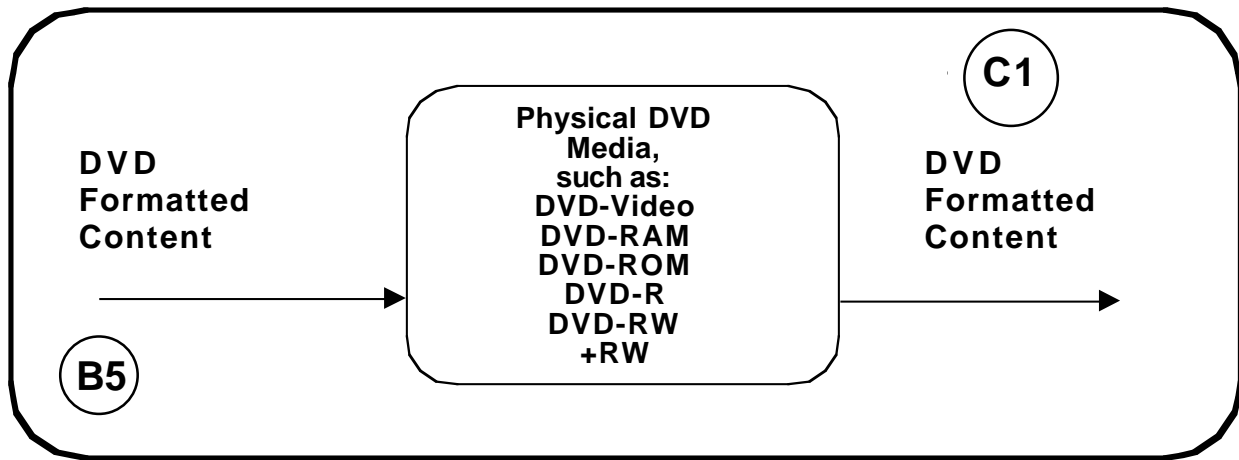 C1
DVD
Formatted
Content
Physical DVD
Media,
such as:
DVD-Video
DVD-RAM
DVD-ROM
DVD-R
DVD-RW
+RW
DVD
Formatted
Content
B5